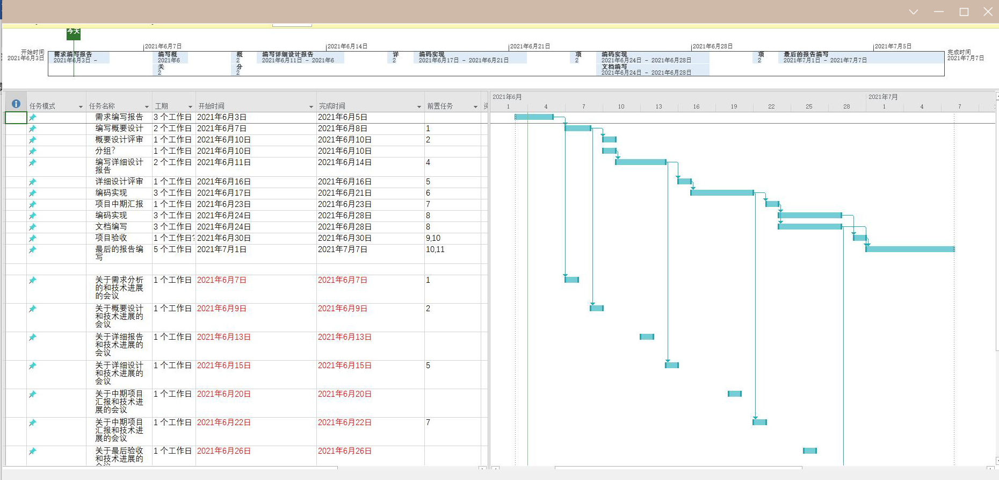 今天
2021年6月7日
2021年6月14日
2021年6月21日
2021年6月28日
2021年7月5日
开始时间
2021年6月3日
需求编写报告
2021年6月3日 -
编写概
2021年6
概
2
编写详细设计报告
2021年6月11日 - 2021年6
详
2
编码实现
2021年6月17日 - 2021年6月21日
项
2
编码实现
2021年6月24日 - 2021年6月28日
项
2
最后的报告编写
2021年7月1日 - 2021年7月7日
完成时间
2021年7月7日
关
2
分
2
文档编写
2021年6月24日 - 2021年6月28日
任务模式 任务名称 工期 开始时间 完成时间 前置任务
2021年6月 2021年7月
1 4 7 10 13 16 19 22 25 28 1 4 7
需求编写报告 3 个工作日 2021年6月3日 2021年6月5日
编写概要设计 2 个工作日 2021年6月7日 2021年6月8日 1
概要设计评审 1 个工作日 2021年6月10日 2021年6月10日 2
分组? 1 个工作日 2021年6月10日 2021年6月10日
编写详细设计 2 个工作日 2021年6月11日 2021年6月14日 4
报告
详细设计评审 1 个工作日 2021年6月16日 2021年6月16日 5
编码实现 3 个工作日 2021年6月17日 2021年6月21日 6
项目中期汇报 1 个工作日 2021年6月23日 2021年6月23日 7
编码实现 3 个工作日 2021年6月24日 2021年6月28日 8
文档编写 3 个工作日 2021年6月24日 2021年6月28日 8
项目验收 1 个工作日? 2021年6月30日 2021年6月30日 9,10
最后的报告编 5 个工作日 2021年7月1日 2021年7月7日 10,11
写
关于需求分析 1 个工作日 2021年6月7日 2021年6月7日 1
的和技术进展
的会议
关于概要设计 1 个工作日 2021年6月9日 2021年6月9日 2
和技术进展的
会议
关于详细报告 1 个工作日 2021年6月13日 2021年6月13日
和技术进展的
会议
关于详细设计 1 个工作日 2021年6月15日 2021年6月15日 5
和技术进展的
会议
关于中期项目 1 个工作日 2021年6月20日 2021年6月20日
汇报和技术进
展的会议
关于中期项目 1 个工作日 2021年6月22日 2021年6月22日 7
汇报和技术进
展的会议
关于最后验收 1 个工作日 2021年6月26日 2021年6月26日
和技术进展的